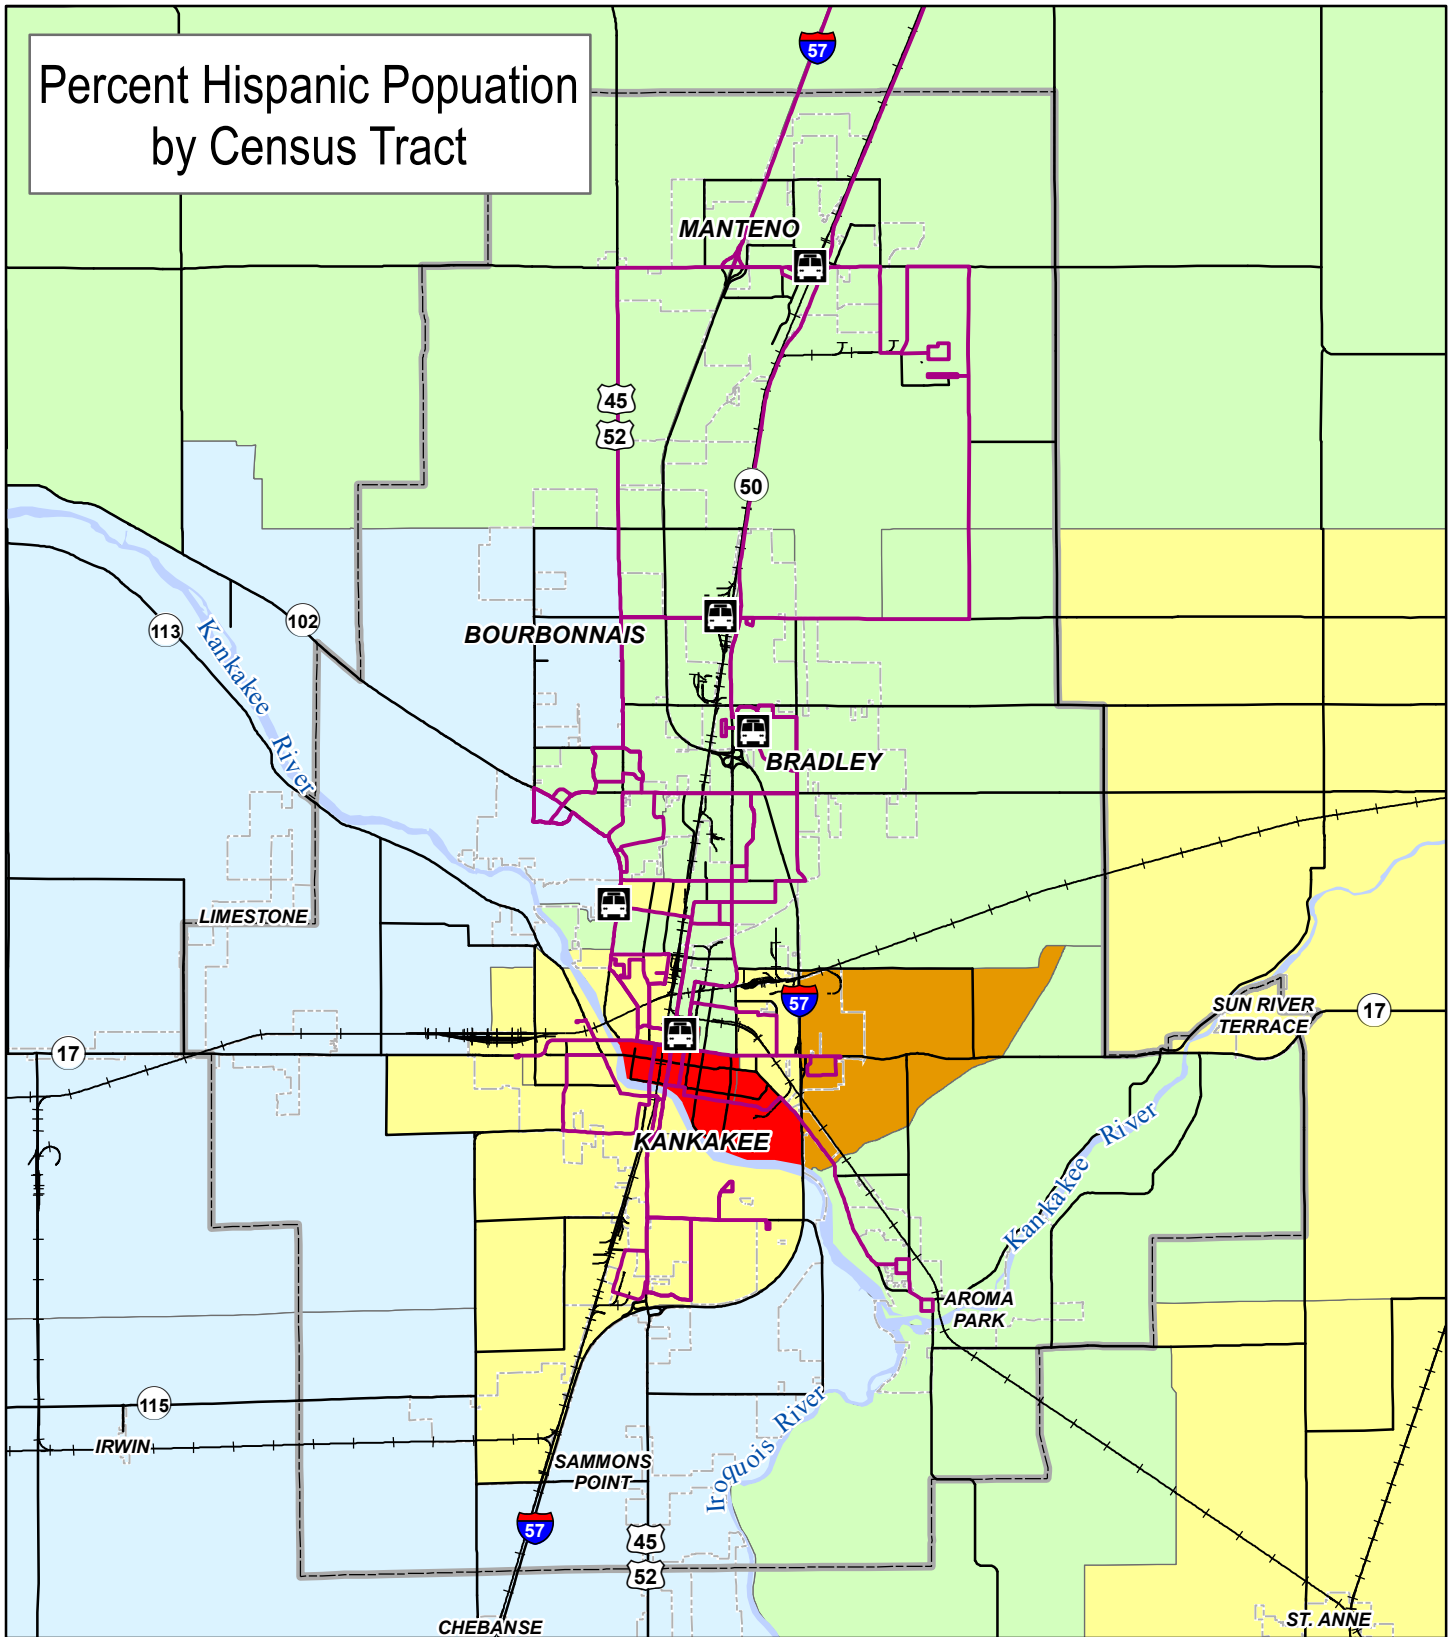 Percent Hispanic Popuation
by Census Tract
57
MANTENO
45
52
50
113
102
Kankakee
River
BOURBONNAIS
BRADLEY
LIMESTONE
57
SUN RIVER
TERRACE
17
17
KANKAKEE
Kankakee River
AROMA
PARK
115
IRWIN
SAMMONS
POINT
Iroquois River
57
45
52
CHEBANSE
ST. ANNE